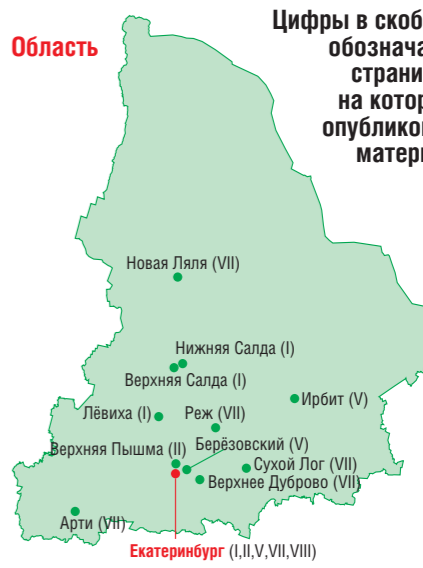 Область
Цифры в скоб
обознача
страни
на котор
опубликов
матери
Новая Ляля (VII)
Нижняя Салда (I)
Верхняя Салда (I)
Ирбит (V)
Лёвиха (I)
Реж (VII)
Берёзовский (V)
Верхняя Пышма (II)
Сухой Лог (VII)
Верхнее Дуброво (VII)
Арти (VII)
Екатеринбург (I,II,V,VII,VIII)